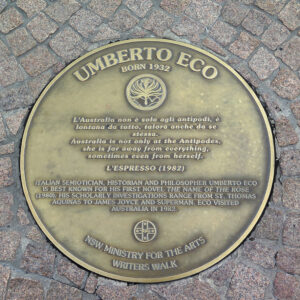 UMBERTO ECO
BORN 1932
L'Australia non è solo agli antipodi, è
lontana da tutto, talora anche da se
stessa.
Australia is not only at the Antipodes,
she is far away from everything,
sometimes even from herself.
L'ESPRESSO (1982)
ITALIAN SEMIOTICIAN, HISTORIAN AND PHILOSOPHER UMBERTO ECO
IS BEST KNOWN FOR HIS FIRST NOVEL THE NAME OF THE ROSE
(1980). HIS SCHOLARLY INVESTIGATIONS RANGE FROM ST. THOMAS
AQUINAS TO JAMES JOYCE AND SUPERMAN. ECO VISITED
AUSTRALIA IN 1982.
NSW MINISTRY FOR THE ARTS
WRITERS WALK